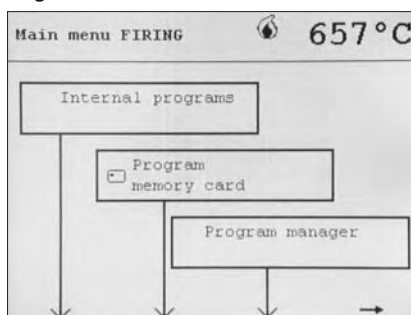 Main menu FIRING 657°C
Internal programs
Program
memory card
Program manager